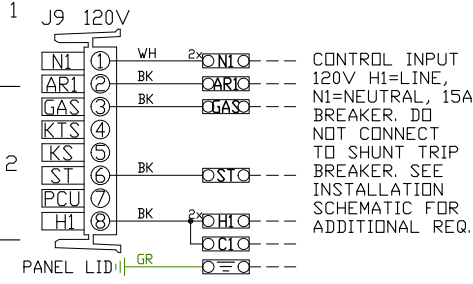 1
J9 120V
N1 1 WH 2x N1
AR1 2 BK AR1
GAS 3 BK GAS
KTS 4
KS 5
2
ST 6 BK ST
PCU 7
H1 8 BK 2x H1
C1
PANEL LID GR
CONTROL INPUT
120V H1=LINE,
N1=NEUTRAL, 15A
BREAKER. DO
NOT CONNECT
TO SHUNT TRIP
BREAKER. SEE
INSTALLATION
SCHEMATIC FOR
ADDITIONAL REQ.